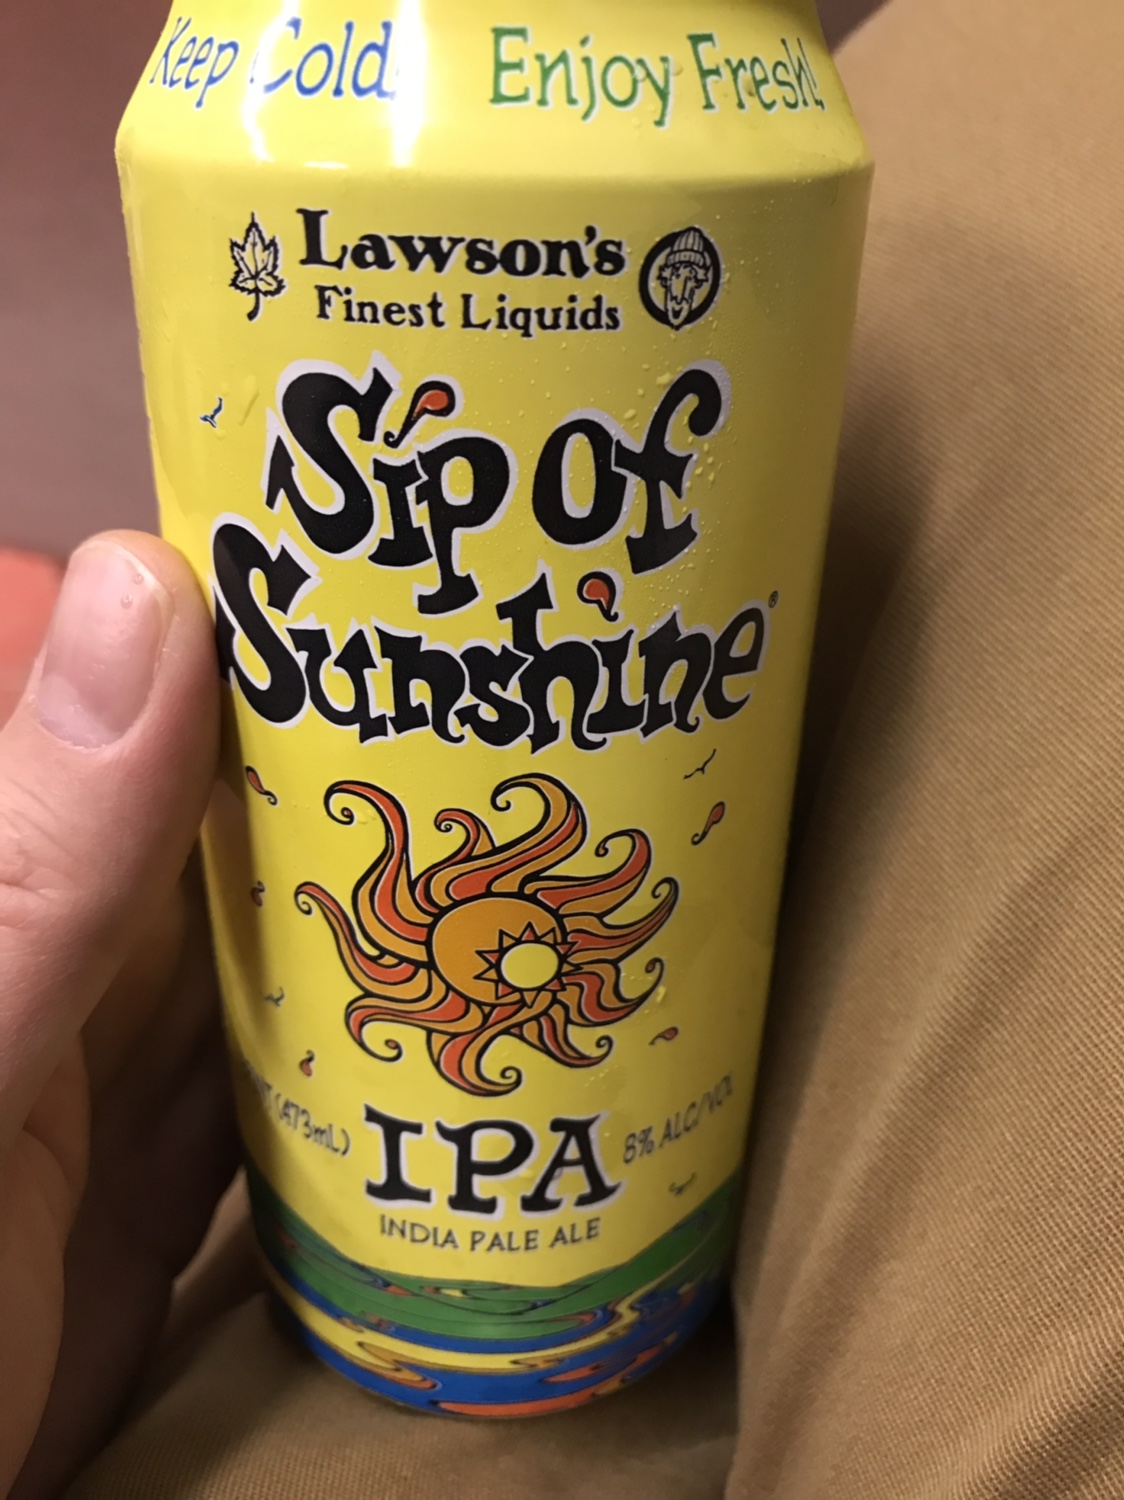 Keep Cold! Enjoy Fresh!
Lawson's
Finest Liquids
Sip of
Sunshine®
(473mL) IPA 8% ALC/VOL
INDIA PALE ALE